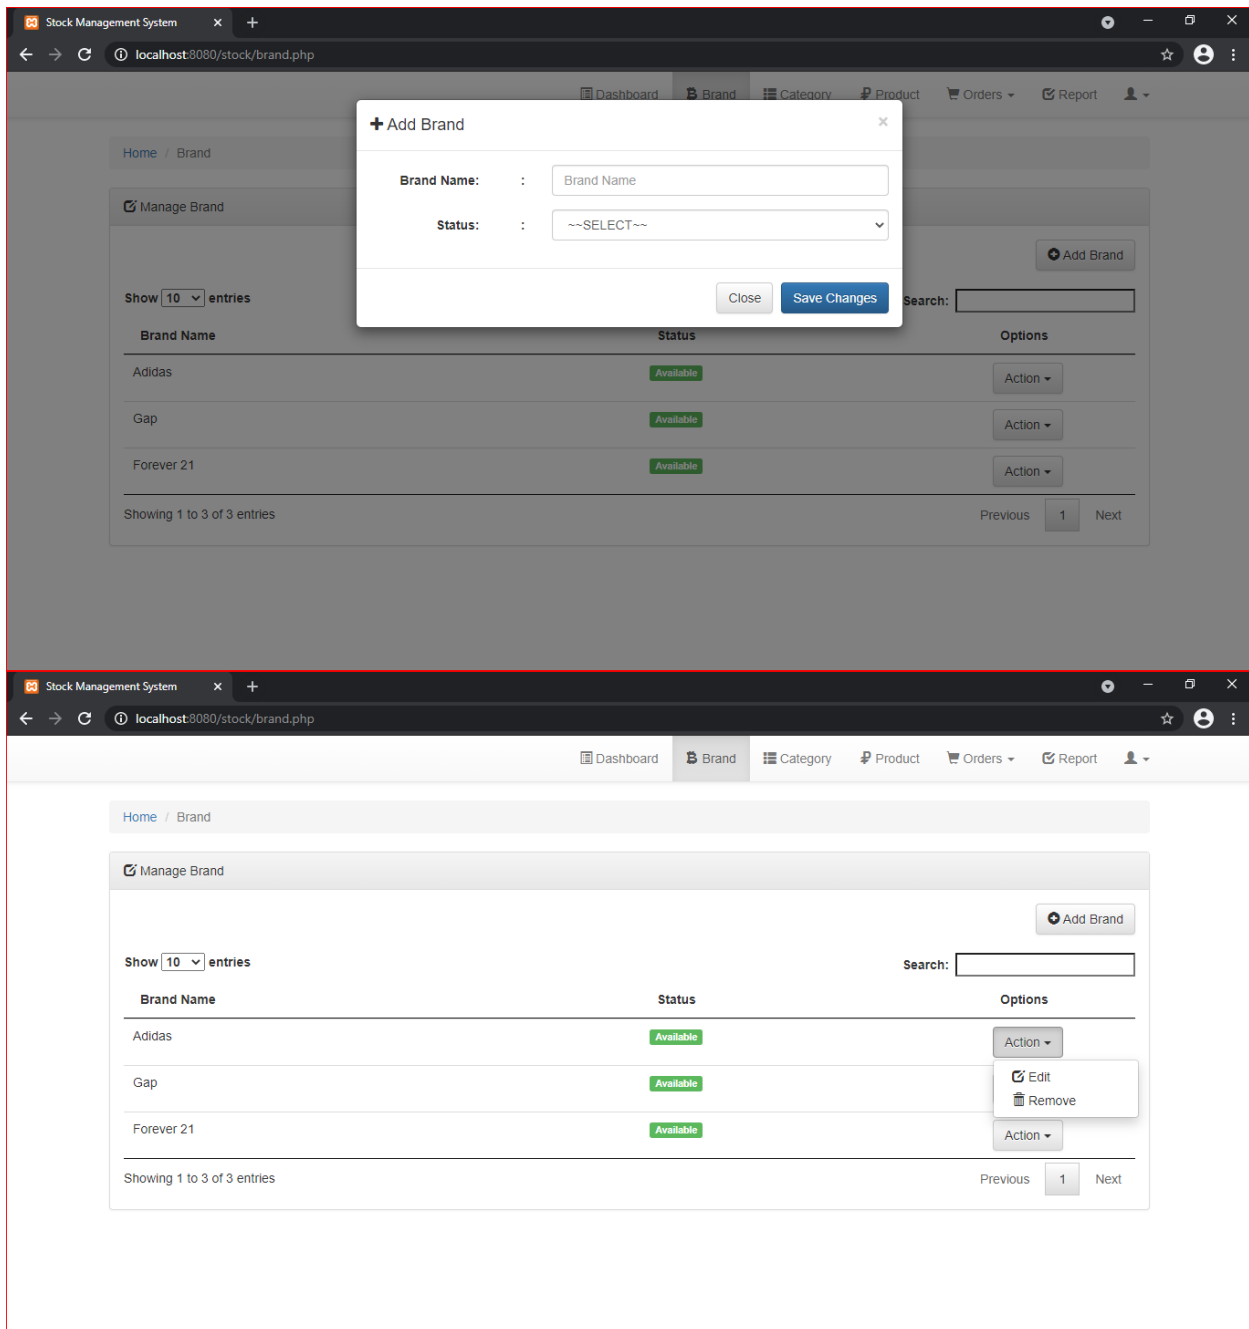 Stock Management System
localhost:8080/stock/brand.php
Dashboard Brand Category Product Orders Report
+ Add Brand ×
Home / Brand
Brand Name: : Brand Name
Manage Brand
Status: : ~~SELECT~~
Add Brand
Close Save Changes
Show 10 entries Search:
Brand Name Status Options
Adidas Available Action
Gap Available Action
Forever 21 Available Action
Showing 1 to 3 of 3 entries Previous 1 Next
Stock Management System
localhost:8080/stock/brand.php
Dashboard Brand Category Product Orders Report
Home / Brand
Manage Brand
Add Brand
Show 10 entries Search:
Brand Name Status Options
Adidas Available Action
Edit
Gap Available
Remove
Forever 21 Available Action
Showing 1 to 3 of 3 entries Previous 1 Next